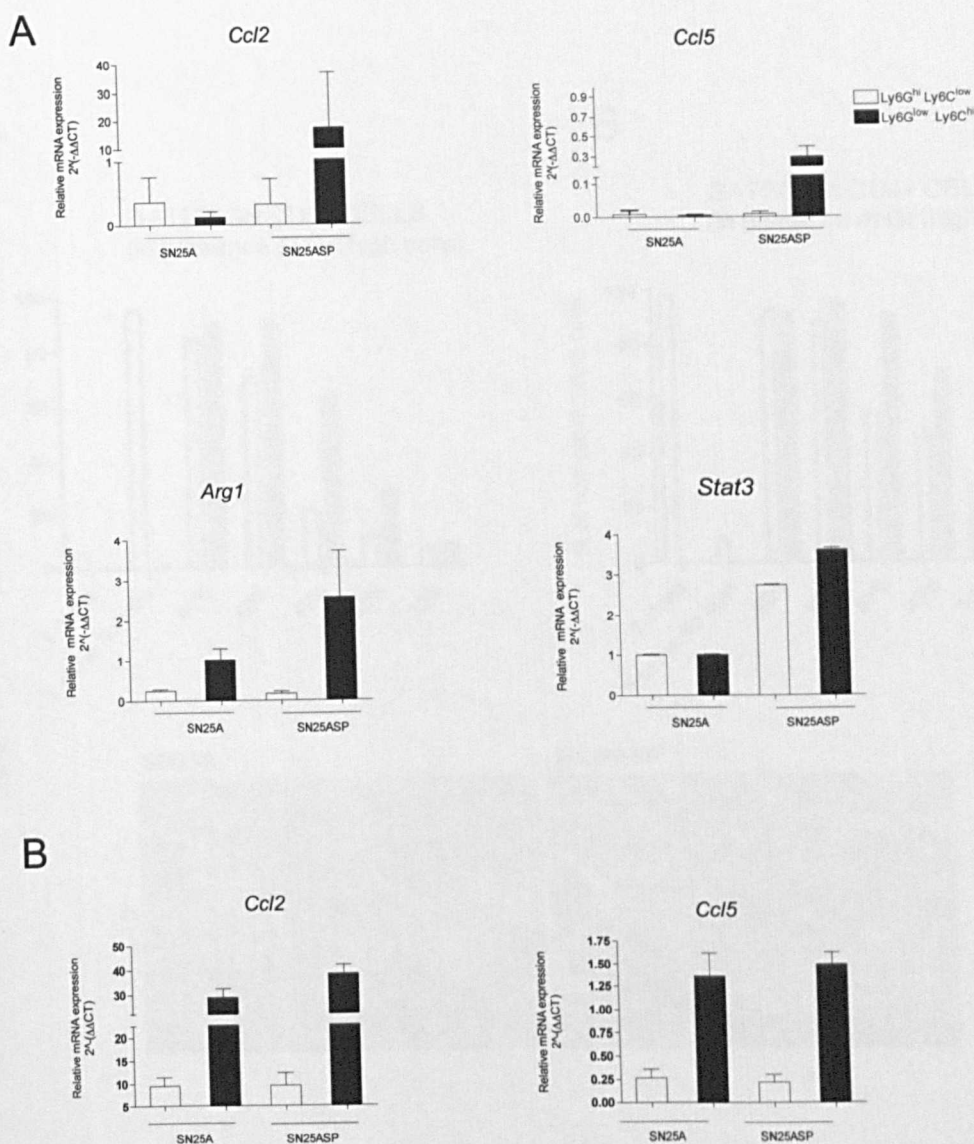 A
Ccl2
Relative mRNA expression
2^(-ΔΔCT)
40
30
20
10
1
0
SN25A
SN25ASP
Ccl5
Relative mRNA expression
2^(-ΔΔCT)
0.9
0.7
0.5
0.3
0.1
0.0
SN25A
SN25ASP
Ly6G^hi Ly6C^low
Ly6G^low Ly6C^hi
Arg1
Relative mRNA expression
2^(-ΔΔCT)
4
3
2
1
0
SN25A
SN25ASP
Stat3
Relative mRNA expression
2^(-ΔΔCT)
4
3
2
1
0
SN25A
SN25ASP
B
Ccl2
Relative mRNA expression
2^-(ΔΔCT)
50
40
30
20
15
10
5
SN25A
SN25ASP
Ccl5
Relative mRNA expression
2^-(ΔΔCT)
1.75
1.50
1.25
1.00
0.75
0.50
0.25
0.00
SN25A
SN25ASP